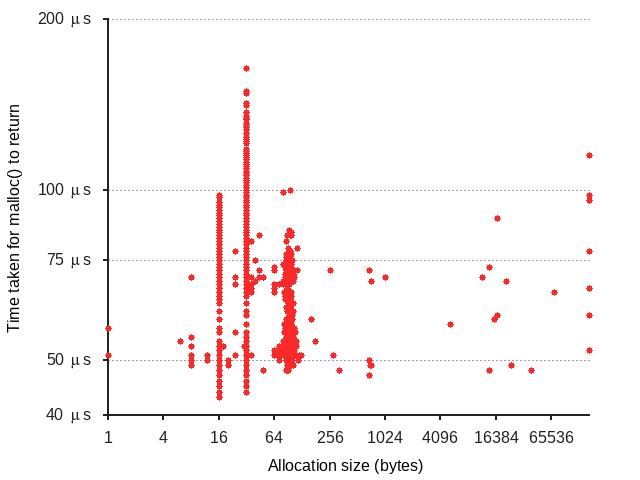 200 μs
100 μs
75 μs
50 μs
40 μs
Time taken for malloc() to return
1 4 16 64 256 1024 4096 16384 65536
Allocation size (bytes)